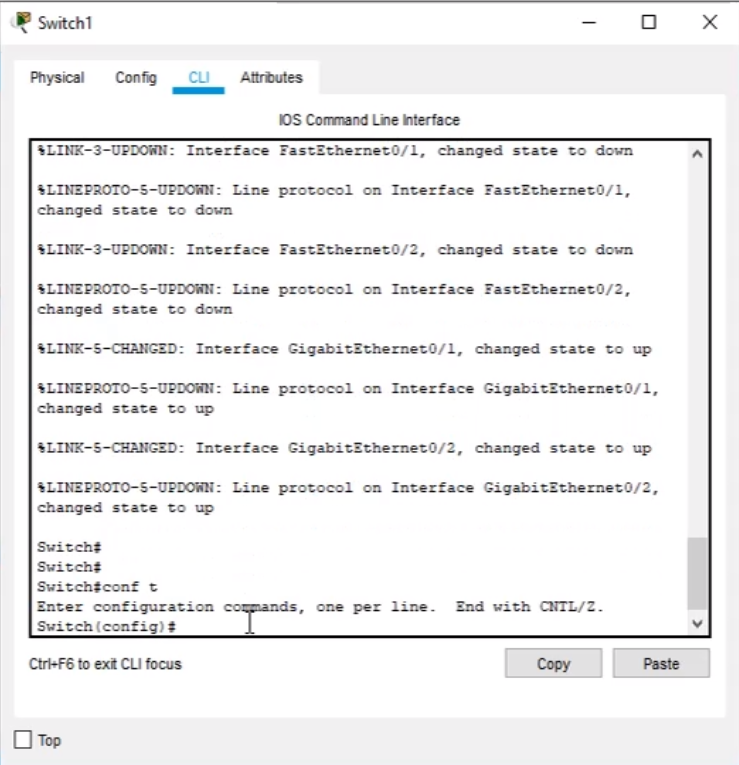 Switch1
Physical Config CLI Attributes
IOS Command Line Interface
%LINK-3-UPDOWN: Interface FastEthernet0/1, changed state to down
%LINEPROTO-5-UPDOWN: Line protocol on Interface FastEthernet0/1,
changed state to down
%LINK-3-UPDOWN: Interface FastEthernet0/2, changed state to down
%LINEPROTO-5-UPDOWN: Line protocol on Interface FastEthernet0/2,
changed state to down
%LINK-5-CHANGED: Interface GigabitEthernet0/1, changed state to up
%LINEPROTO-5-UPDOWN: Line protocol on Interface GigabitEthernet0/1,
changed state to up
%LINK-5-CHANGED: Interface GigabitEthernet0/2, changed state to up
%LINEPROTO-5-UPDOWN: Line protocol on Interface GigabitEthernet0/2,
changed state to up
Switch#
Switch#
Switch#conf t
Enter configuration commands, one per line.  End with CNTL/Z.
Switch(config)#
Ctrl+F6 to exit CLI focus
Copy Paste
Top